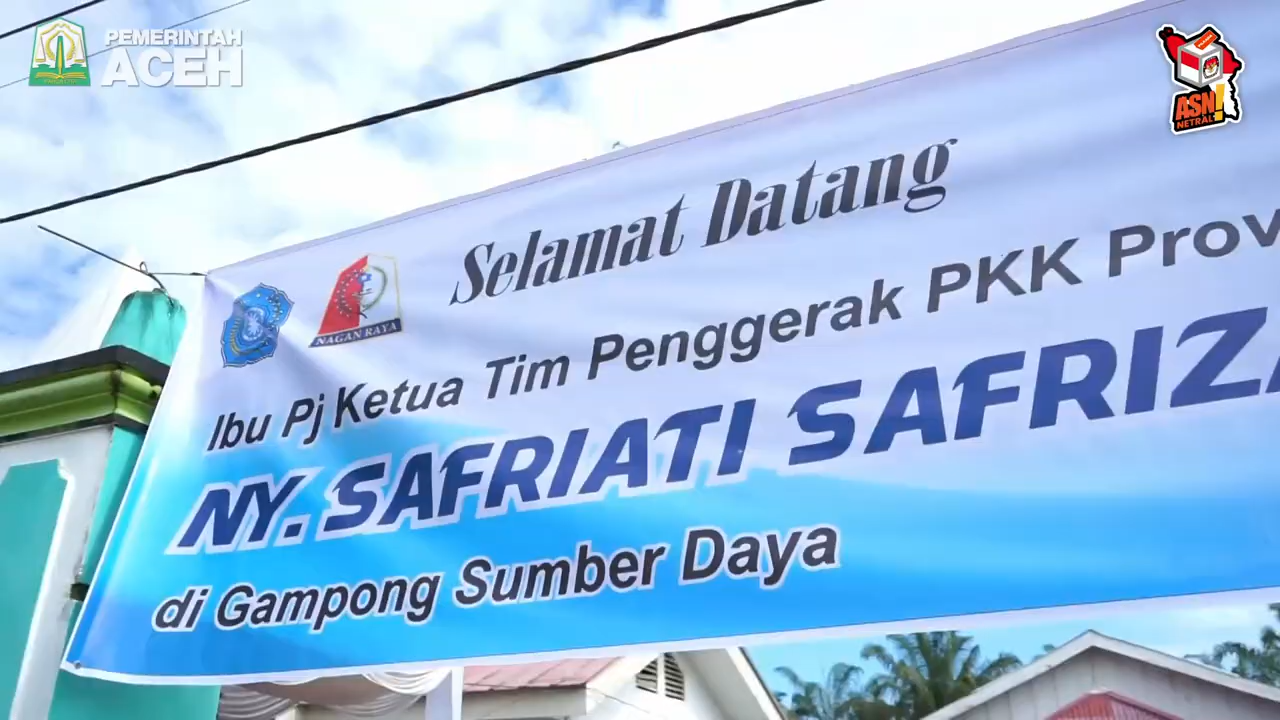 PEMERINTAH
ACEH
ASN!
NETRAL
Selamat Datang
NAGAN RAYA
Ibu Pj Ketua Tim Penggerak PKK Prov
NY. SAFRIATI SAFRIZA
di Gampong Sumber Daya